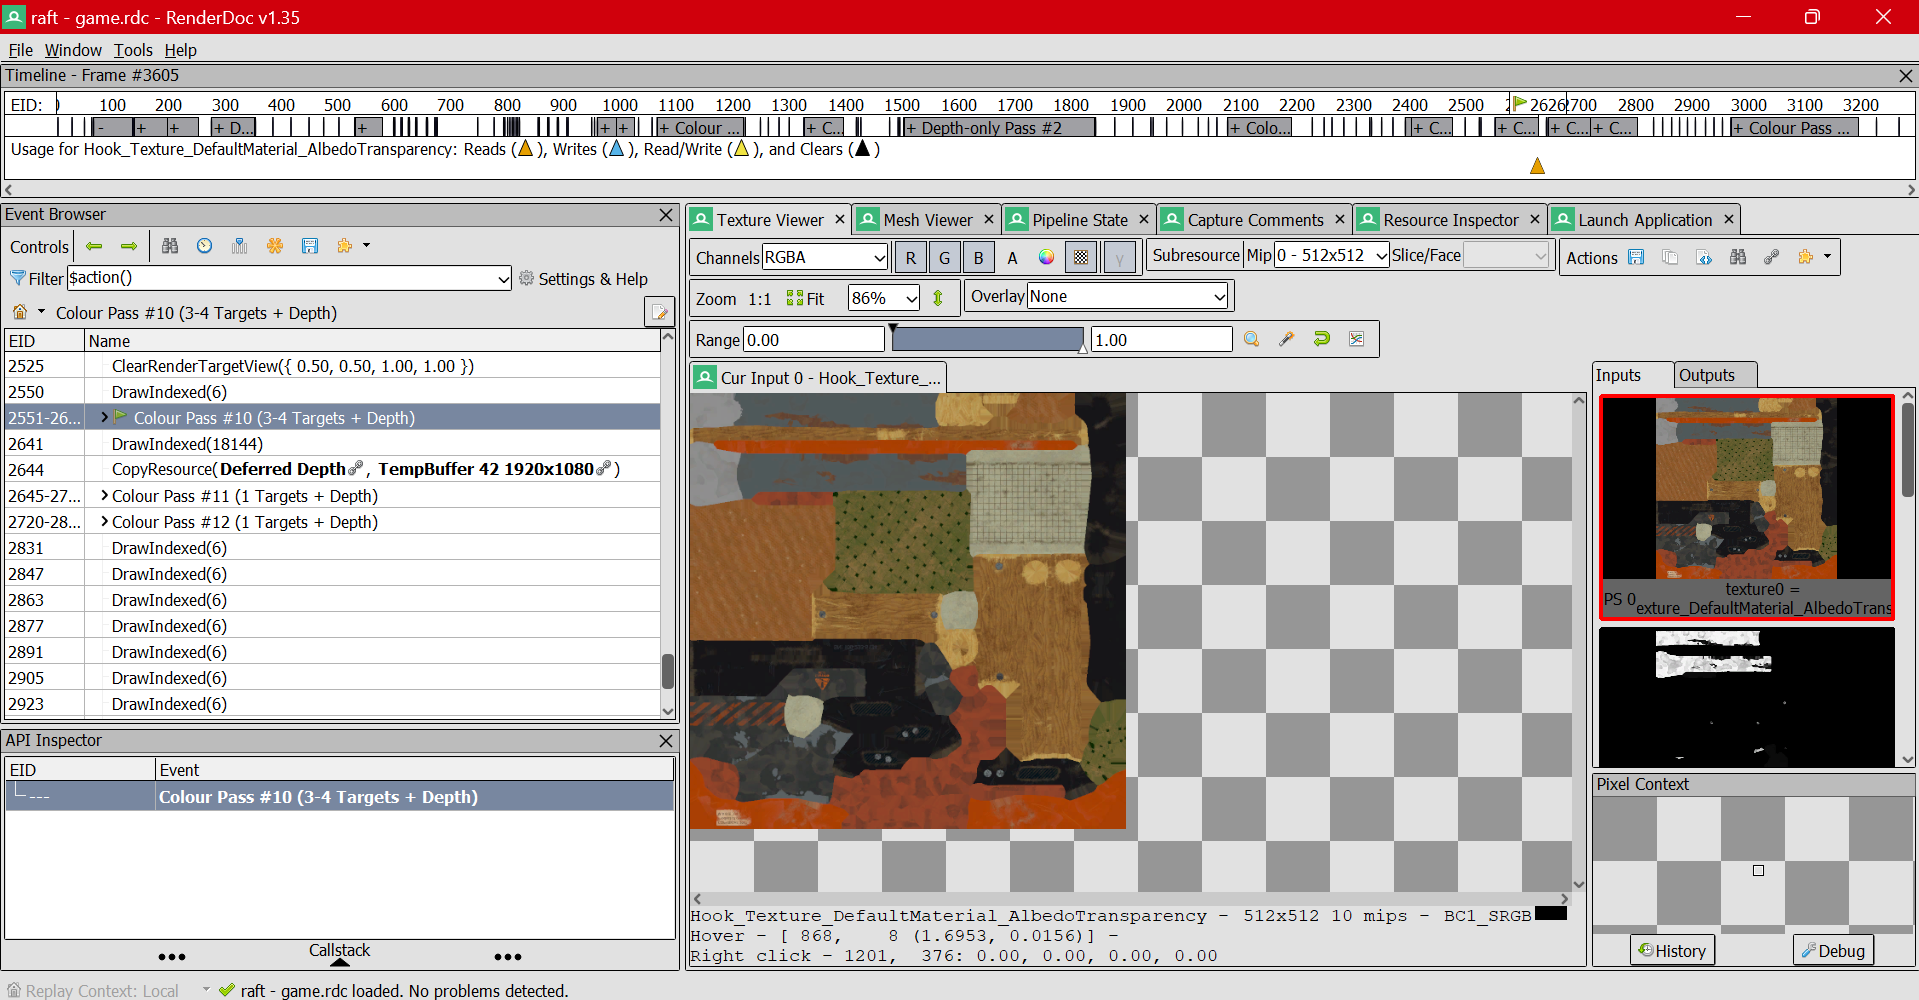 raft - game.rdc - RenderDoc v1.35
File Window Tools Help
Timeline - Frame #3605
EID: 100 200 300 400 500 600 700 800 900 1000 1100 1200 1300 1400 1500 1600 1700 1800 1900 2000 2100 2200 2300 2400 2500 2626 2700 2800 2900 3000 3100 3200
- + + + D... + + + + Colour ... + C... + Depth-only Pass #2 + Colo... + C... + C... + C... + C... + Colour Pass ...
Usage for Hook_Texture_DefaultMaterial_AlbedoTransparency: Reads ( ), Writes ( ), Read/Write ( ), and Clears ( )
Event Browser
Controls
Filter $action() Settings & Help
Colour Pass #10 (3-4 Targets + Depth)
EID Name
2525 ClearRenderTargetView({ 0.50, 0.50, 1.00, 1.00 })
2550 DrawIndexed(6)
2551-26... Colour Pass #10 (3-4 Targets + Depth)
2641 DrawIndexed(18144)
2644 CopyResource(Deferred Depth, TempBuffer 42 1920x1080)
2645-27... Colour Pass #11 (1 Targets + Depth)
2720-28... Colour Pass #12 (1 Targets + Depth)
2831 DrawIndexed(6)
2847 DrawIndexed(6)
2863 DrawIndexed(6)
2877 DrawIndexed(6)
2891 DrawIndexed(6)
2905 DrawIndexed(6)
2923 DrawIndexed(6)
API Inspector
EID Event
--- Colour Pass #10 (3-4 Targets + Depth)
Callstack
Texture Viewer Mesh Viewer Pipeline State Capture Comments Resource Inspector Launch Application
Channels RGBA R G B A γ Subresource Mip 0 - 512x512 Slice/Face Actions
Zoom 1:1 Fit 86% Overlay None
Range 0.00 1.00
Cur Input 0 - Hook_Texture_...
Hook_Texture_DefaultMaterial_AlbedoTransparency - 512x512 10 mips - BC1_SRGB
Hover - [ 868, 8 (1.6953, 0.0156)] -
Right click - 1201, 376: 0.00, 0.00, 0.00, 0.00
Inputs Outputs
PS 0 texture0 =
exture_DefaultMaterial_AlbedoTrans
Pixel Context
History Debug
Replay Context: Local raft - game.rdc loaded. No problems detected.